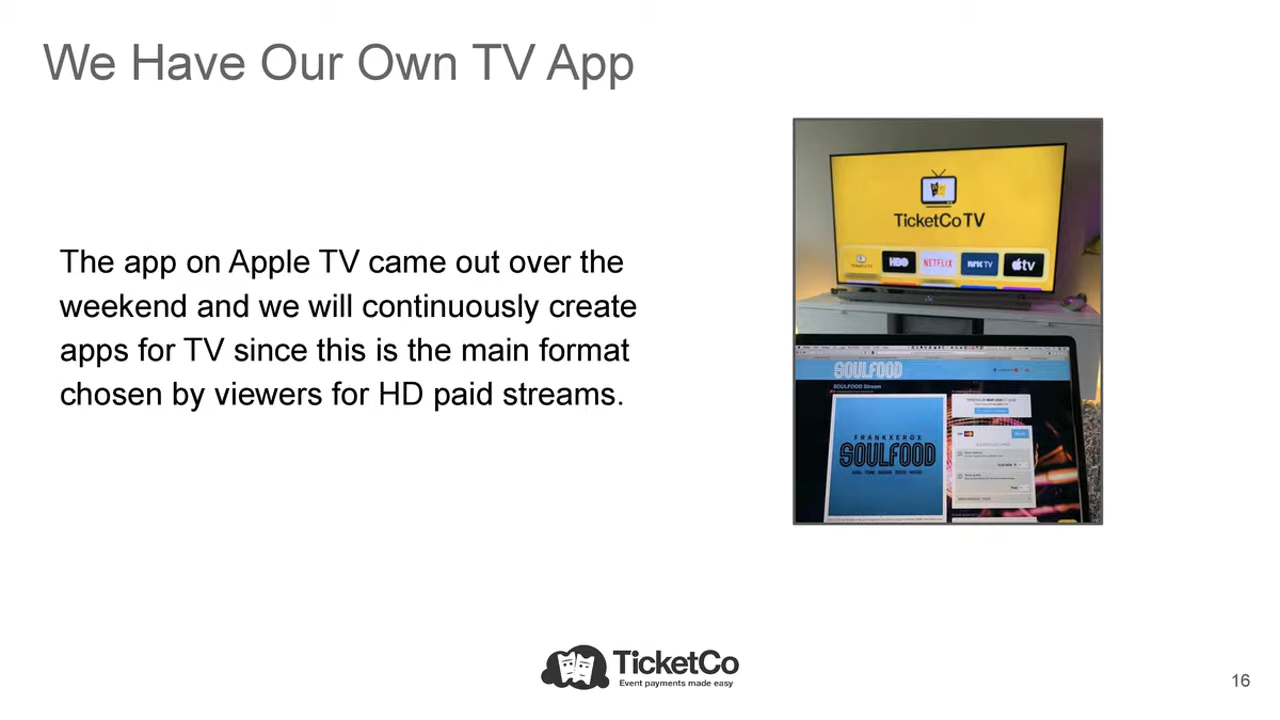 We Have Our Own TV App
The app on Apple TV came out over the
weekend and we will continuously create
apps for TV since this is the main format
chosen by viewers for HD paid streams.
TicketCo TV
HBO
NETFLIX
NRK TV
tv
SOULFOOD
SOULFOOD Stream
FRANKXEROX
SOULFOOD
TicketCo
Event payments made easy
16